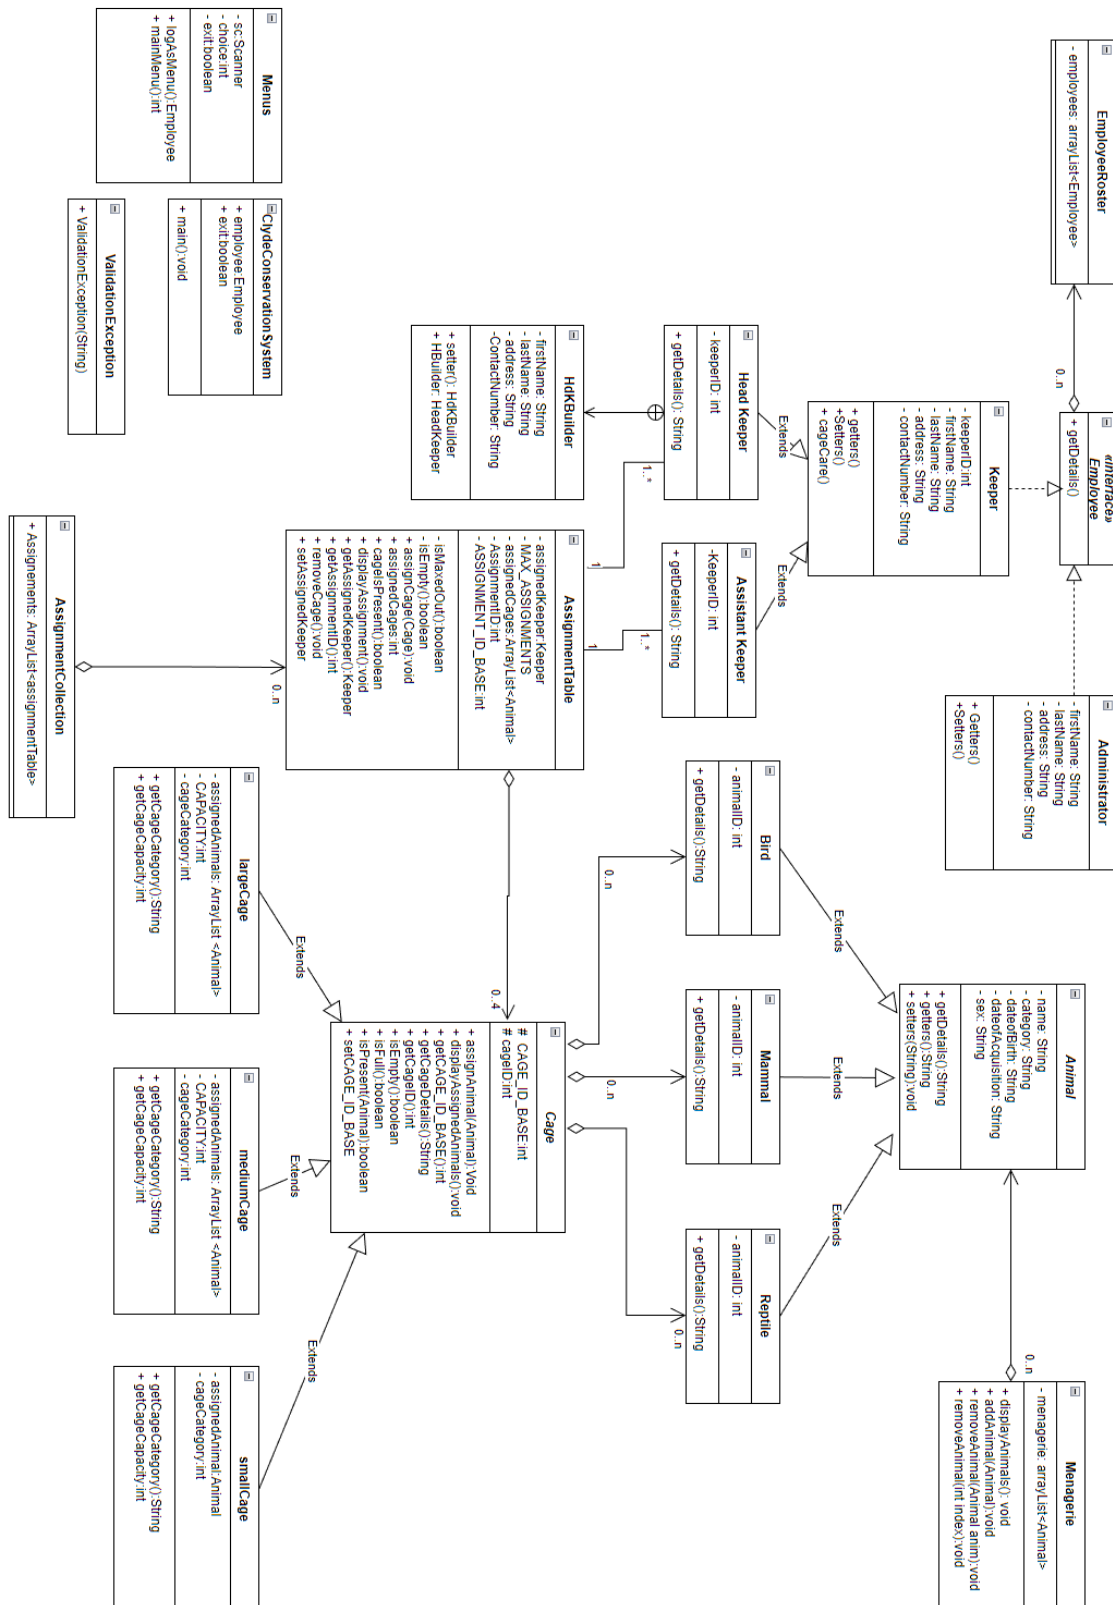 Menus
- sc:Scanner
- choice:int
- exit:boolean
+ logAsMenu():Employee
+ mainMenu():int
ClydeConservationSystem
+ employee:Employee
+ exit:boolean
+ main():void
ValidationException
+ ValidationException(String)
EmployeeRoster
- employees: arrayList<Employee>
0..n
«interface»
Employee
+ getDetails()
Keeper
- keeperID:int
- firstName: String
- lastName: String
- address: String
- contactNumber: String
+ getters()
+Setters()
+ cageCare()
Administrator
- firstName: String
- lastName: String
- address: String
- contactNumber: String
+ Getters()
+Setters()
Extends
Extends
Head Keeper
- keeperID: int
+ getDetails(): String
Assistant Keeper
-KeeperID: int
+ getDetails(): String
1..*
1
1..*
1
HdKBuilder
- firstName: String
- lastName: String
- address: String
-ContactNumber: String
+ setter(): HdKBuilder
+ HBuilder: HeadKeeper
AssignmentTable
- assignedKeeper:Keeper
- MAX_ASSIGNMENTS
- assignedCages:ArrayList<Animal>
- AssignmentID:int
- ASSIGNMENT_ID_BASE:int
- isMaxedOut():boolean
- isEmpty():boolean
+ assignCage(Cage):void
+ assignedCages:int
+ cageIsPresent():boolean
+ displayAssignment():void
+ getAssignedKeeper():Keeper
+ getAssignmentID():int
+ removeCage():void
+ setAssignedKeeper
0..n
AssignmentCollection
+ Assignements: ArrayList<assignmentTable>
0..4
Animal
- name: String
- category: String
- dateofBirth: String
- dateofAcquisition: String
- sex: String
+ getDetails():String
+ getters():String
+ setters(String):void
0..n
Menagerie
- menagerie: arrayList<Animal>
+ displayAnimals(): void
+ addAnimal(Animal):void
+ removeAnimal(Animal anim):void
+ removeAnimal(int index):void
Extends
Extends
Extends
Bird
- animalID: int
+ getDetails():String
Mammal
- animalID: int
+ getDetails():String
Reptile
- animalID: int
+ getDetails():String
0..n
0..n
0..n
Cage
# CAGE_ID_BASE:int
# cageID:int
+ assignAnimal(Animal):Void
+ displayAssignedAnimals():void
+ getCAGE_ID_BASE():int
+ getCageDetails():String
+ getCageID():int
+ isEmpty():boolean
+ isFull():boolean
+ isPresent(Animal):boolean
+ setCAGE_ID_BASE
Extends
Extends
Extends
largeCage
- assignedAnimals: ArrayList <Animal>
- CAPACITY:int
- cageCategory:int
+ getCageCategory():String
+ getCageCapacity:int
mediumCage
- assignedAnimals: ArrayList <Animal>
- CAPACITY:int
- cageCategory:int
+ getCageCategory():String
+ getCageCapacity:int
smallCage
- assignedAnimal:Animal
- cageCategory:int
+ getCageCategory():String
+ getCageCapacity:int